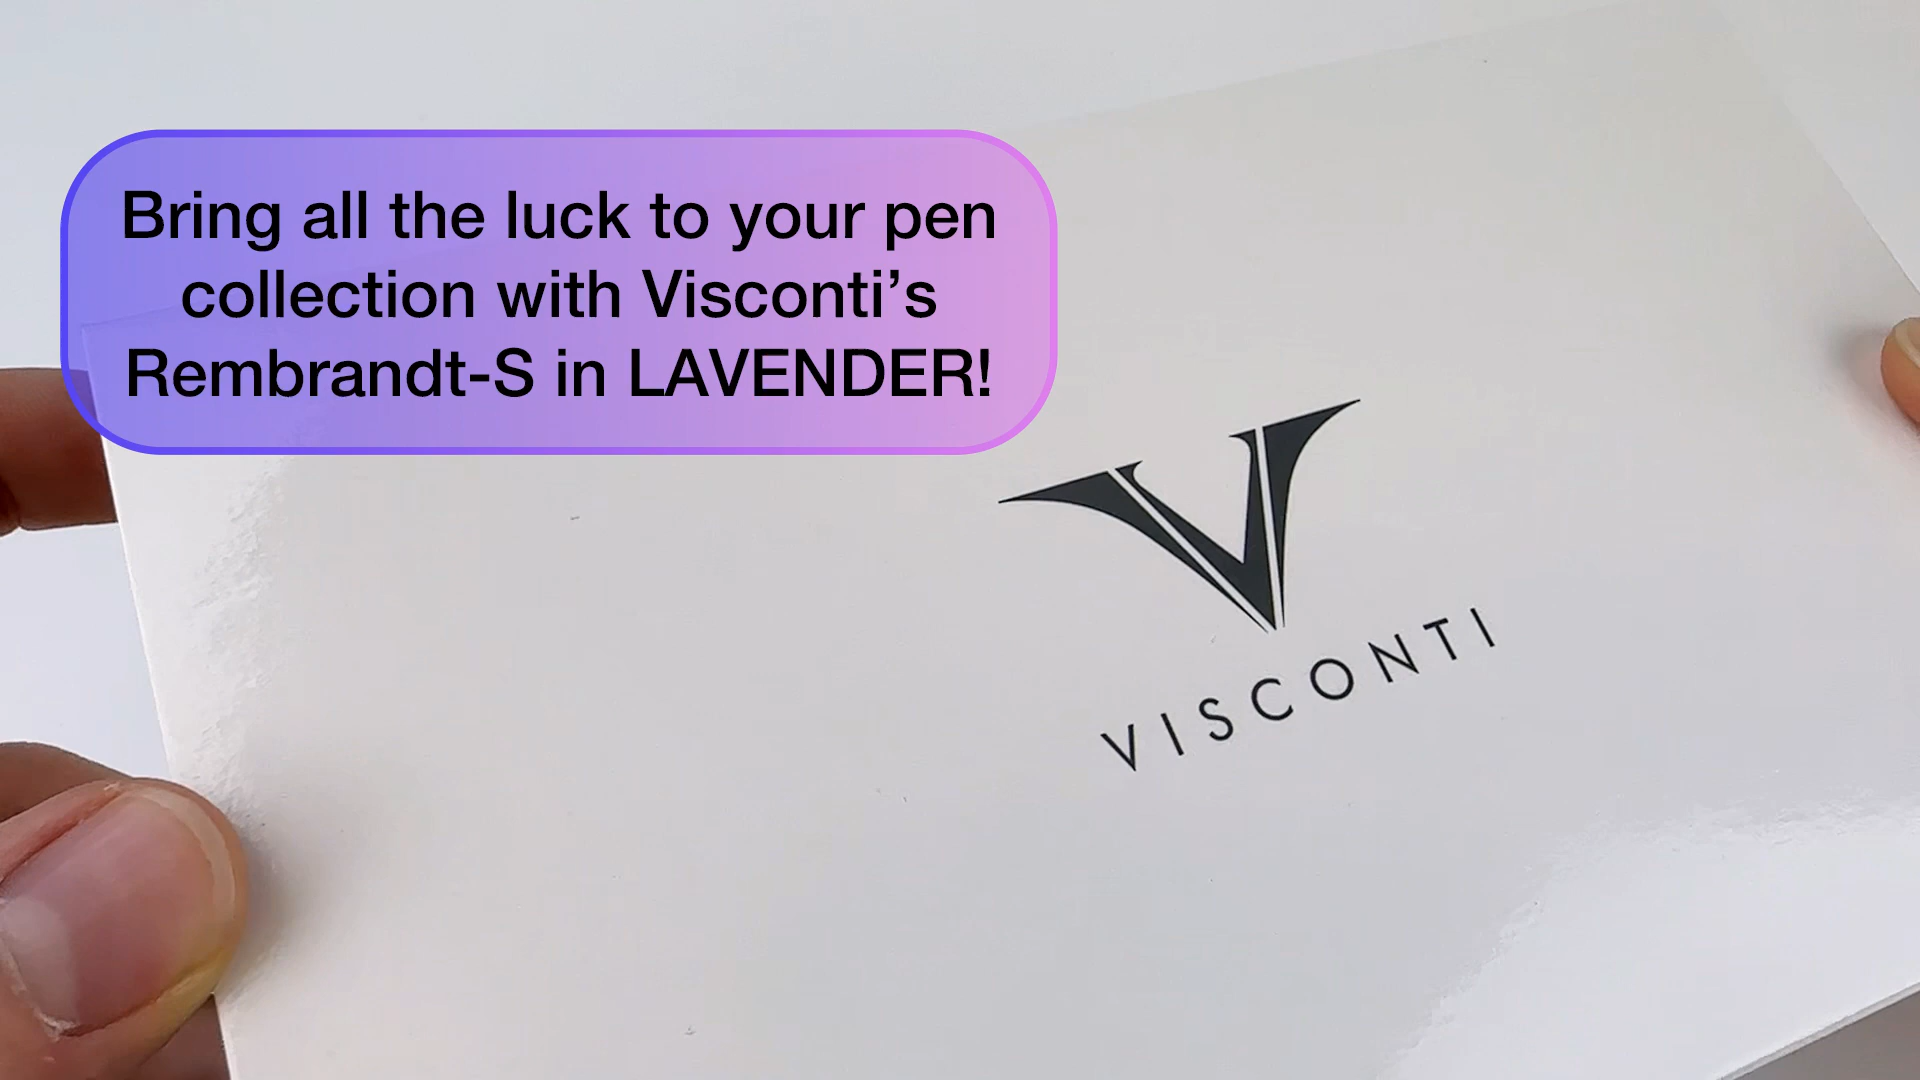 Bring all the luck to your pen
collection with Visconti’s
Rembrandt-S in LAVENDER!
VISCONTI